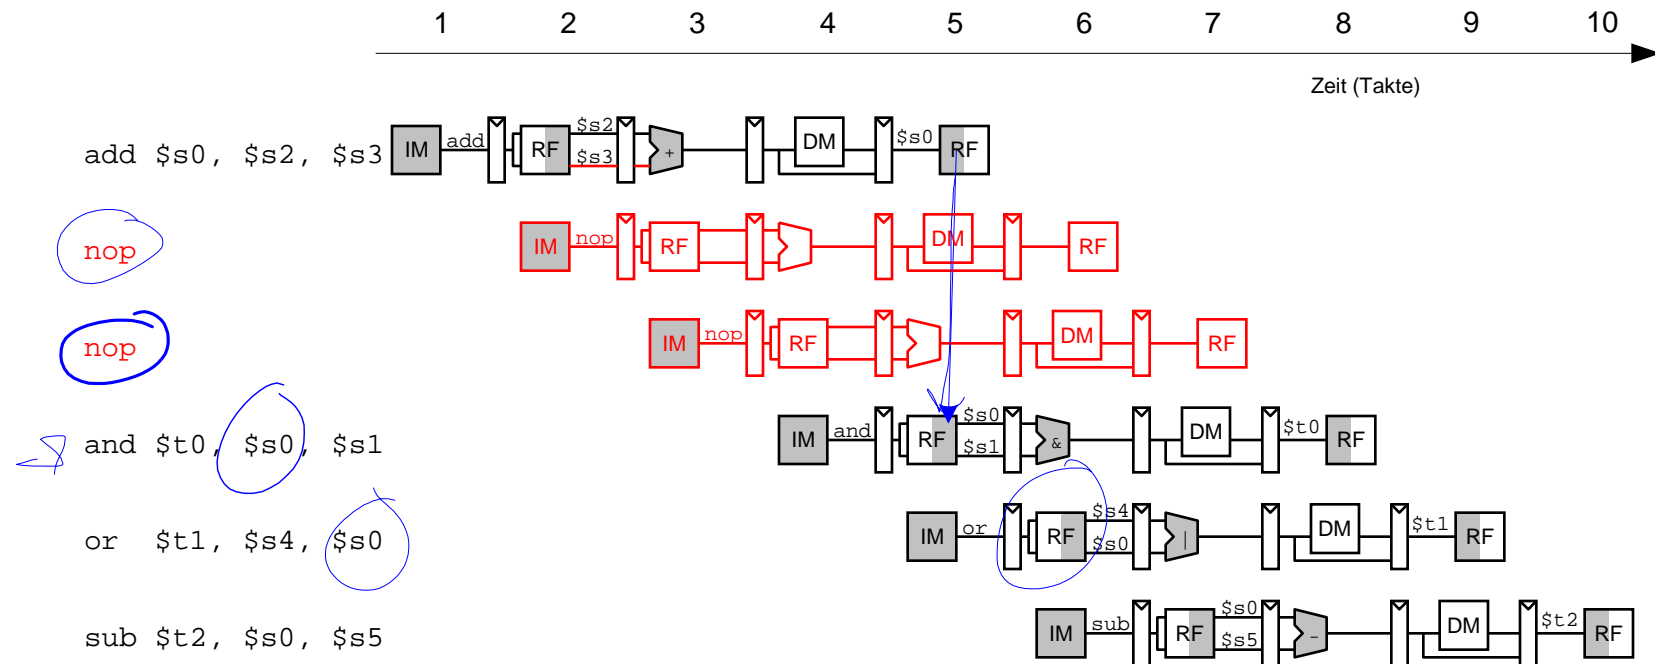 1 2 3 4 5 6 7 8 9 10
Zeit (Takte)
add $s0, $s2, $s3 IM add RF $s2 $s3 + DM $s0 RF
nop IM nop RF DM RF
nop IM nop RF DM RF
and $t0, $s0, $s1 IM and RF $s0 $s1 & DM $t0 RF
or $t1, $s4, $s0 IM or RF $s4 $s0 | DM $t1 RF
sub $t2, $s0, $s5 IM sub RF $s0 $s5 - DM $t2 RF